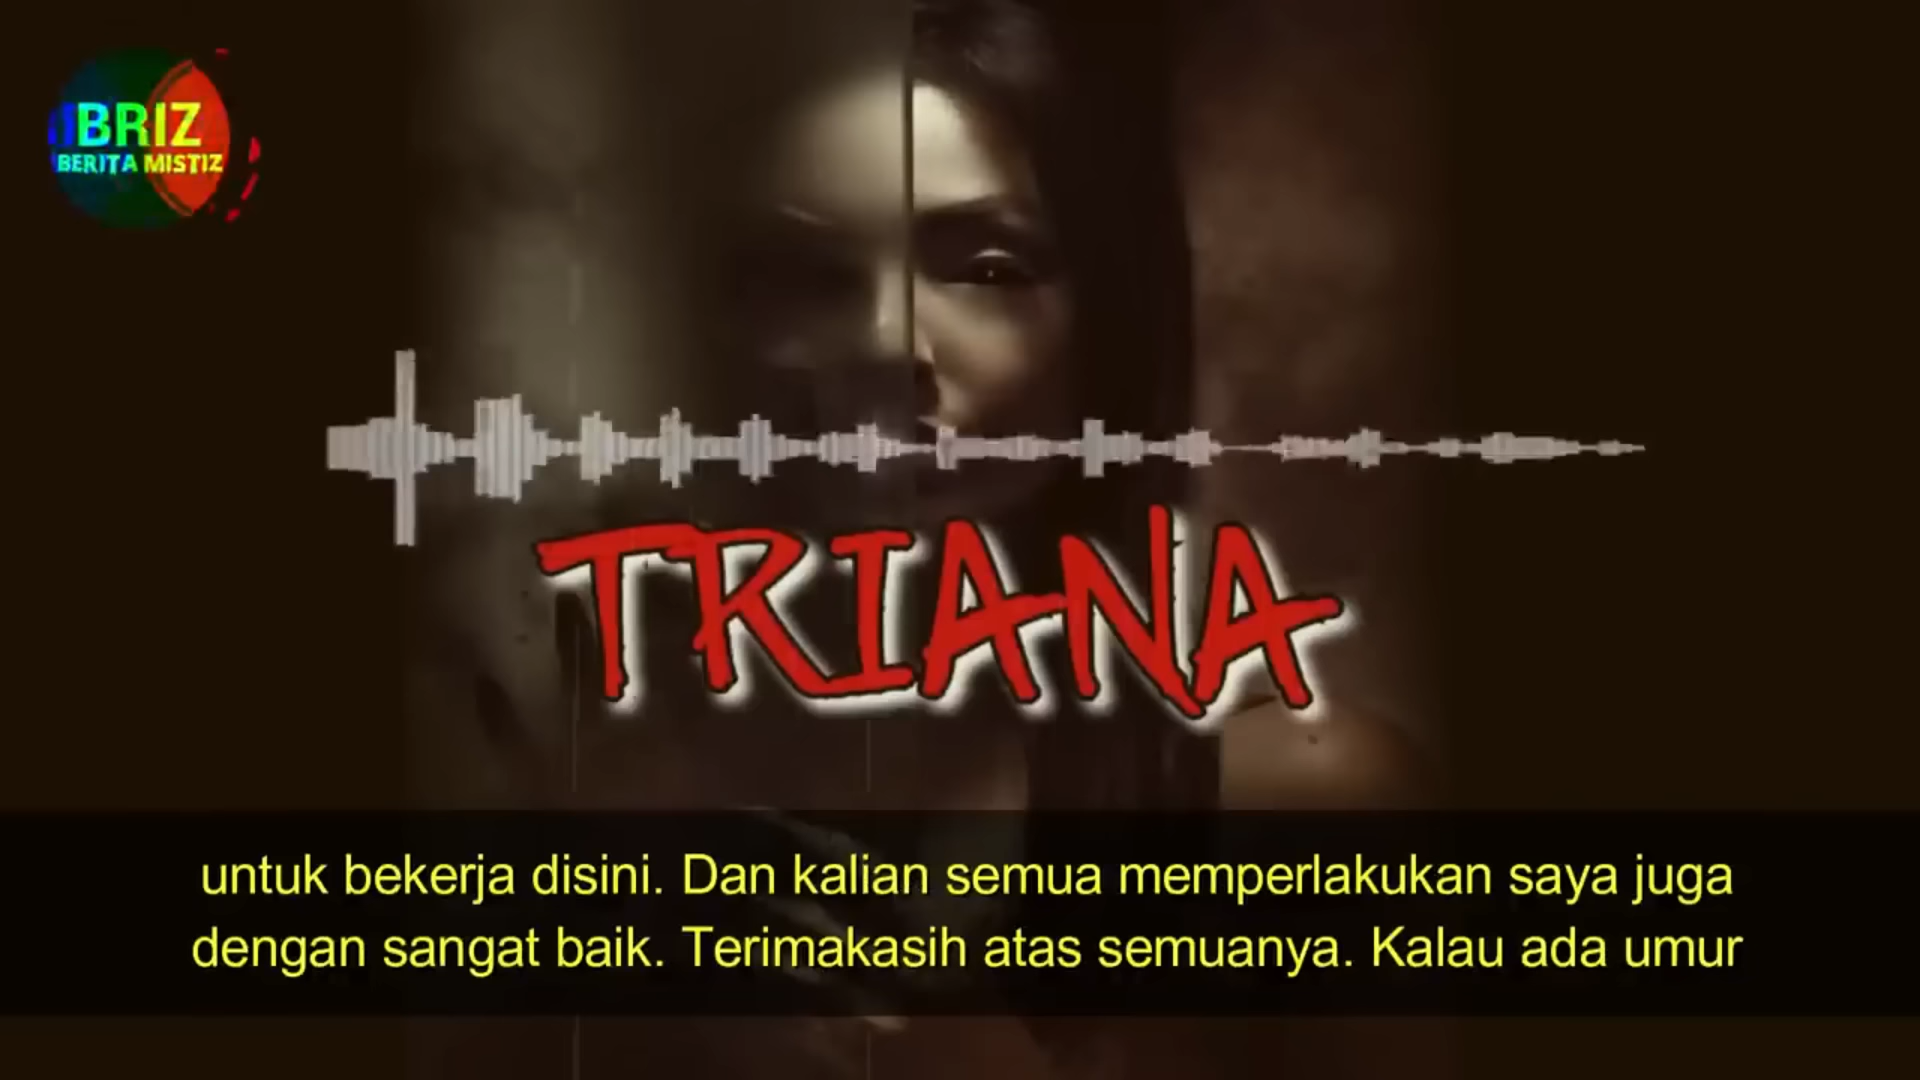 BRIZ
BERITA MISTIZ
TRIANA
untuk bekerja disini. Dan kalian semua memperlakukan saya juga
dengan sangat baik. Terimakasih atas semuanya. Kalau ada umur